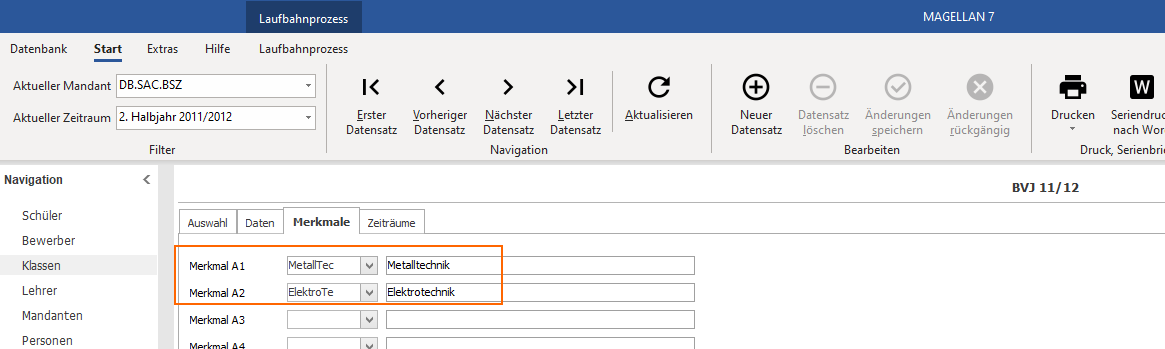 Laufbahnprozess
MAGELLAN 7
Datenbank Start Extras Hilfe Laufbahnprozess
Aktueller Mandant DB.SAC.BSZ
Aktueller Zeitraum 2. Halbjahr 2011/2012
Filter
Erster Datensatz
Vorheriger Datensatz
Nächster Datensatz
Letzter Datensatz
Aktualisieren
Navigation
Neuer Datensatz
Datensatz löschen
Änderungen speichern
Änderungen rückgängig
Bearbeiten
Drucken
W
Seriendruc nach Wor
Druck, Serienbrie
Navigation
Schüler
Bewerber
Klassen
Lehrer
Mandanten
Personen
BVJ 11/12
Auswahl Daten Merkmale Zeiträume
Merkmal A1 MetallTec Metalltechnik
Merkmal A2 ElektroTe Elektrotechnik
Merkmal A3
Merkmal A4